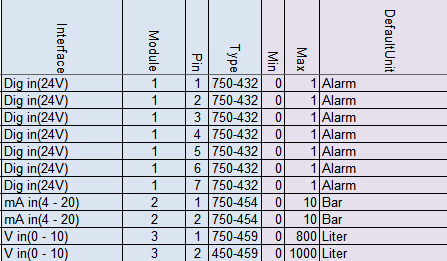 Interface Module Pin Type Min Max DefaultUnit
Dig in(24V) 1 1 750-432 0 1 Alarm
Dig in(24V) 1 2 750-432 0 1 Alarm
Dig in(24V) 1 3 750-432 0 1 Alarm
Dig in(24V) 1 4 750-432 0 1 Alarm
Dig in(24V) 1 5 750-432 0 1 Alarm
Dig in(24V) 1 6 750-432 0 1 Alarm
Dig in(24V) 1 7 750-432 0 1 Alarm
mA in(4 - 20) 2 1 750-454 0 10 Bar
mA in(4 - 20) 2 2 750-454 0 10 Bar
V in(0 - 10) 3 1 750-459 0 800 Liter
V in(0 - 10) 3 2 450-459 0 1000 Liter